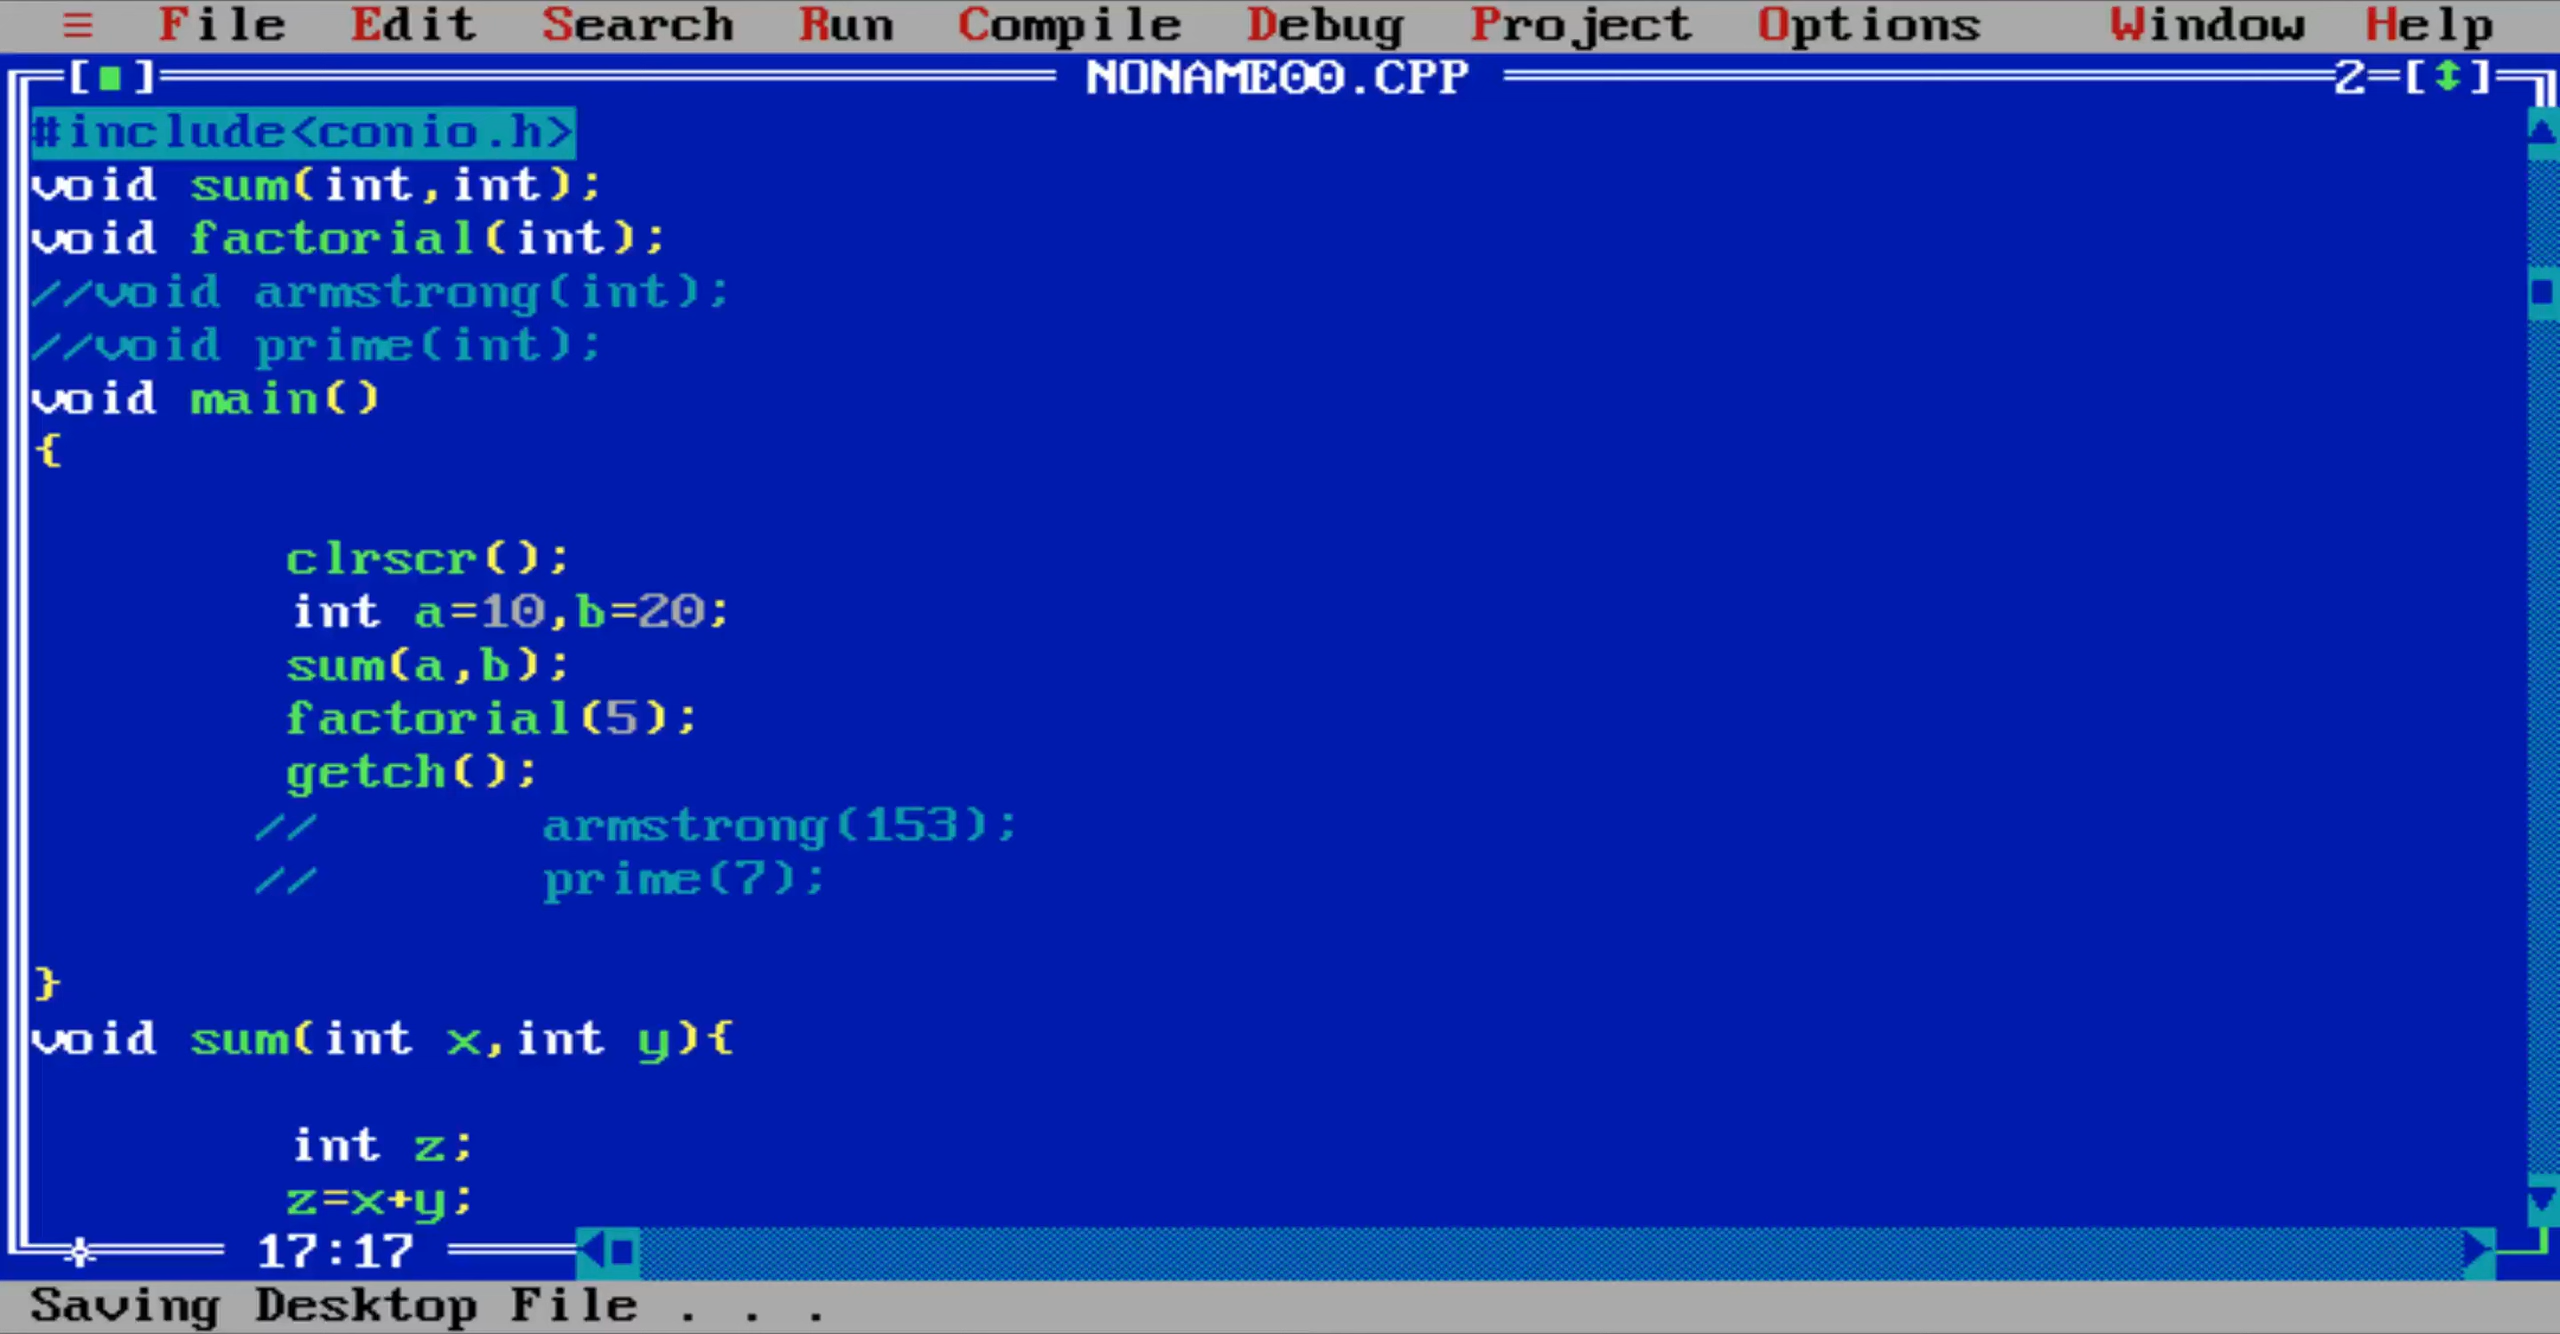 ≡ File Edit Search Run Compile Debug Project Options Window Help
[■] NONAME00.CPP 2=[↕]
#include<conio.h>
void sum(int,int);
void factorial(int);
//void armstrong(int);
//void prime(int);
void main()
{
clrscr();
int a=10,b=20;
sum(a,b);
factorial(5);
getch();
// armstrong(153);
// prime(7);
}
void sum(int x,int y){
int z;
z=x+y;
17:17
Saving Desktop File . . .